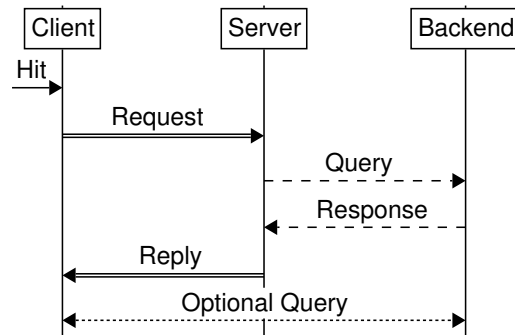 Client Server Backend
Hit
Request
Query
Response
Reply
Optional Query